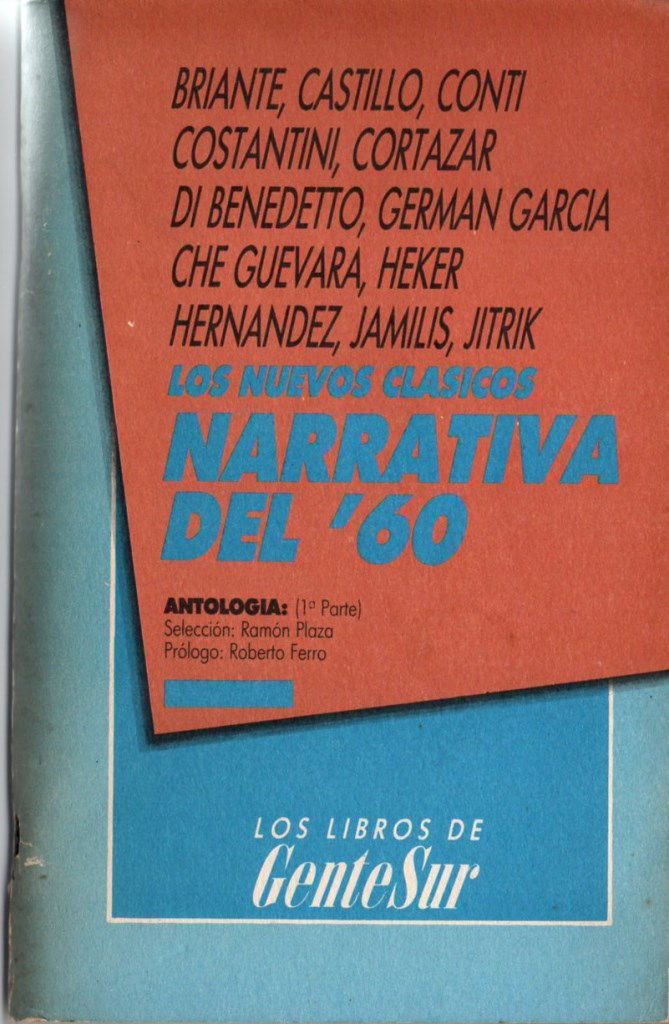 BRIANTE, CASTILLO, CONTI
COSTANTINI, CORTAZAR
DI BENEDETTO, GERMAN GARCIA
CHE GUEVARA, HEKER
HERNANDEZ, JAMILIS, JITRIK
LOS NUEVOS CLASICOS
NARRATIVA
DEL '60
ANTOLOGIA: (1ª Parte)
Selección: Ramón Plaza
Prólogo: Roberto Ferro
LOS LIBROS DE
GenteSur